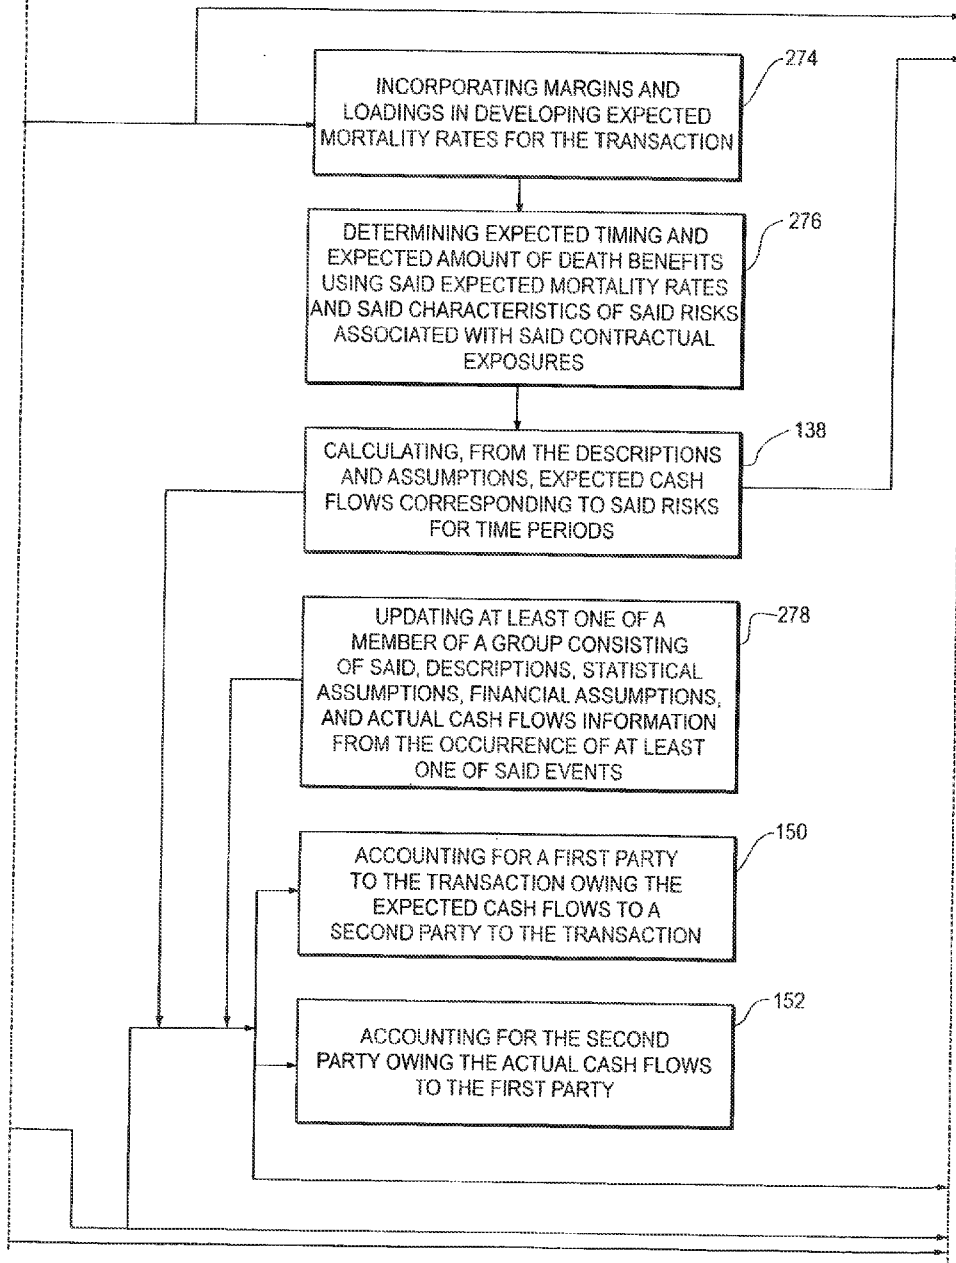 274
INCORPORATING MARGINS AND
LOADINGS IN DEVELOPING EXPECTED
MORTALITY RATES FOR THE TRANSACTION
276
DETERMINING EXPECTED TIMING AND
EXPECTED AMOUNT OF DEATH BENEFITS
USING SAID EXPECTED MORTALITY RATES
AND SAID CHARACTERISTICS OF SAID RISKS
ASSOCIATED WITH SAID CONTRACTUAL
EXPOSURES
138
CALCULATING, FROM THE DESCRIPTIONS
AND ASSUMPTIONS, EXPECTED CASH
FLOWS CORRESPONDING TO SAID RISKS
FOR TIME PERIODS
278
UPDATING AT LEAST ONE OF A
MEMBER OF A GROUP CONSISTING
OF SAID, DESCRIPTIONS, STATISTICAL
ASSUMPTIONS, FINANCIAL ASSUMPTIONS,
AND ACTUAL CASH FLOWS INFORMATION
FROM THE OCCURRENCE OF AT LEAST
ONE OF SAID EVENTS
150
ACCOUNTING FOR A FIRST PARTY
TO THE TRANSACTION OWING THE
EXPECTED CASH FLOWS TO A
SECOND PARTY TO THE TRANSACTION
152
ACCOUNTING FOR THE SECOND
PARTY OWING THE ACTUAL CASH FLOWS
TO THE FIRST PARTY